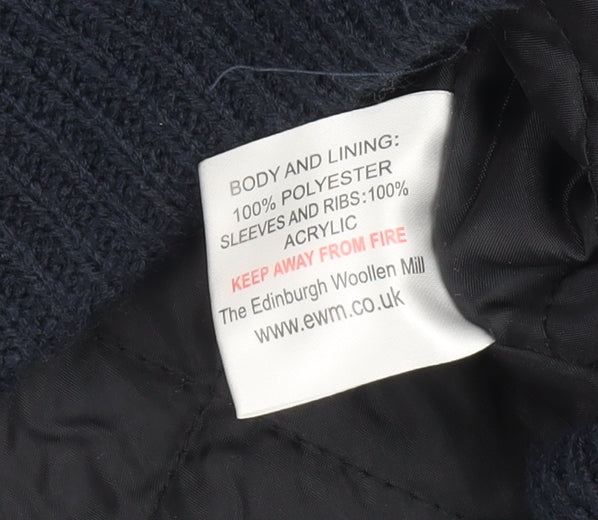 BODY AND LINING:
100% POLYESTER
SLEEVES AND RIBS:100%
ACRYLIC
KEEP AWAY FROM FIRE
The Edinburgh Woollen Mill
www.ewm.co.uk